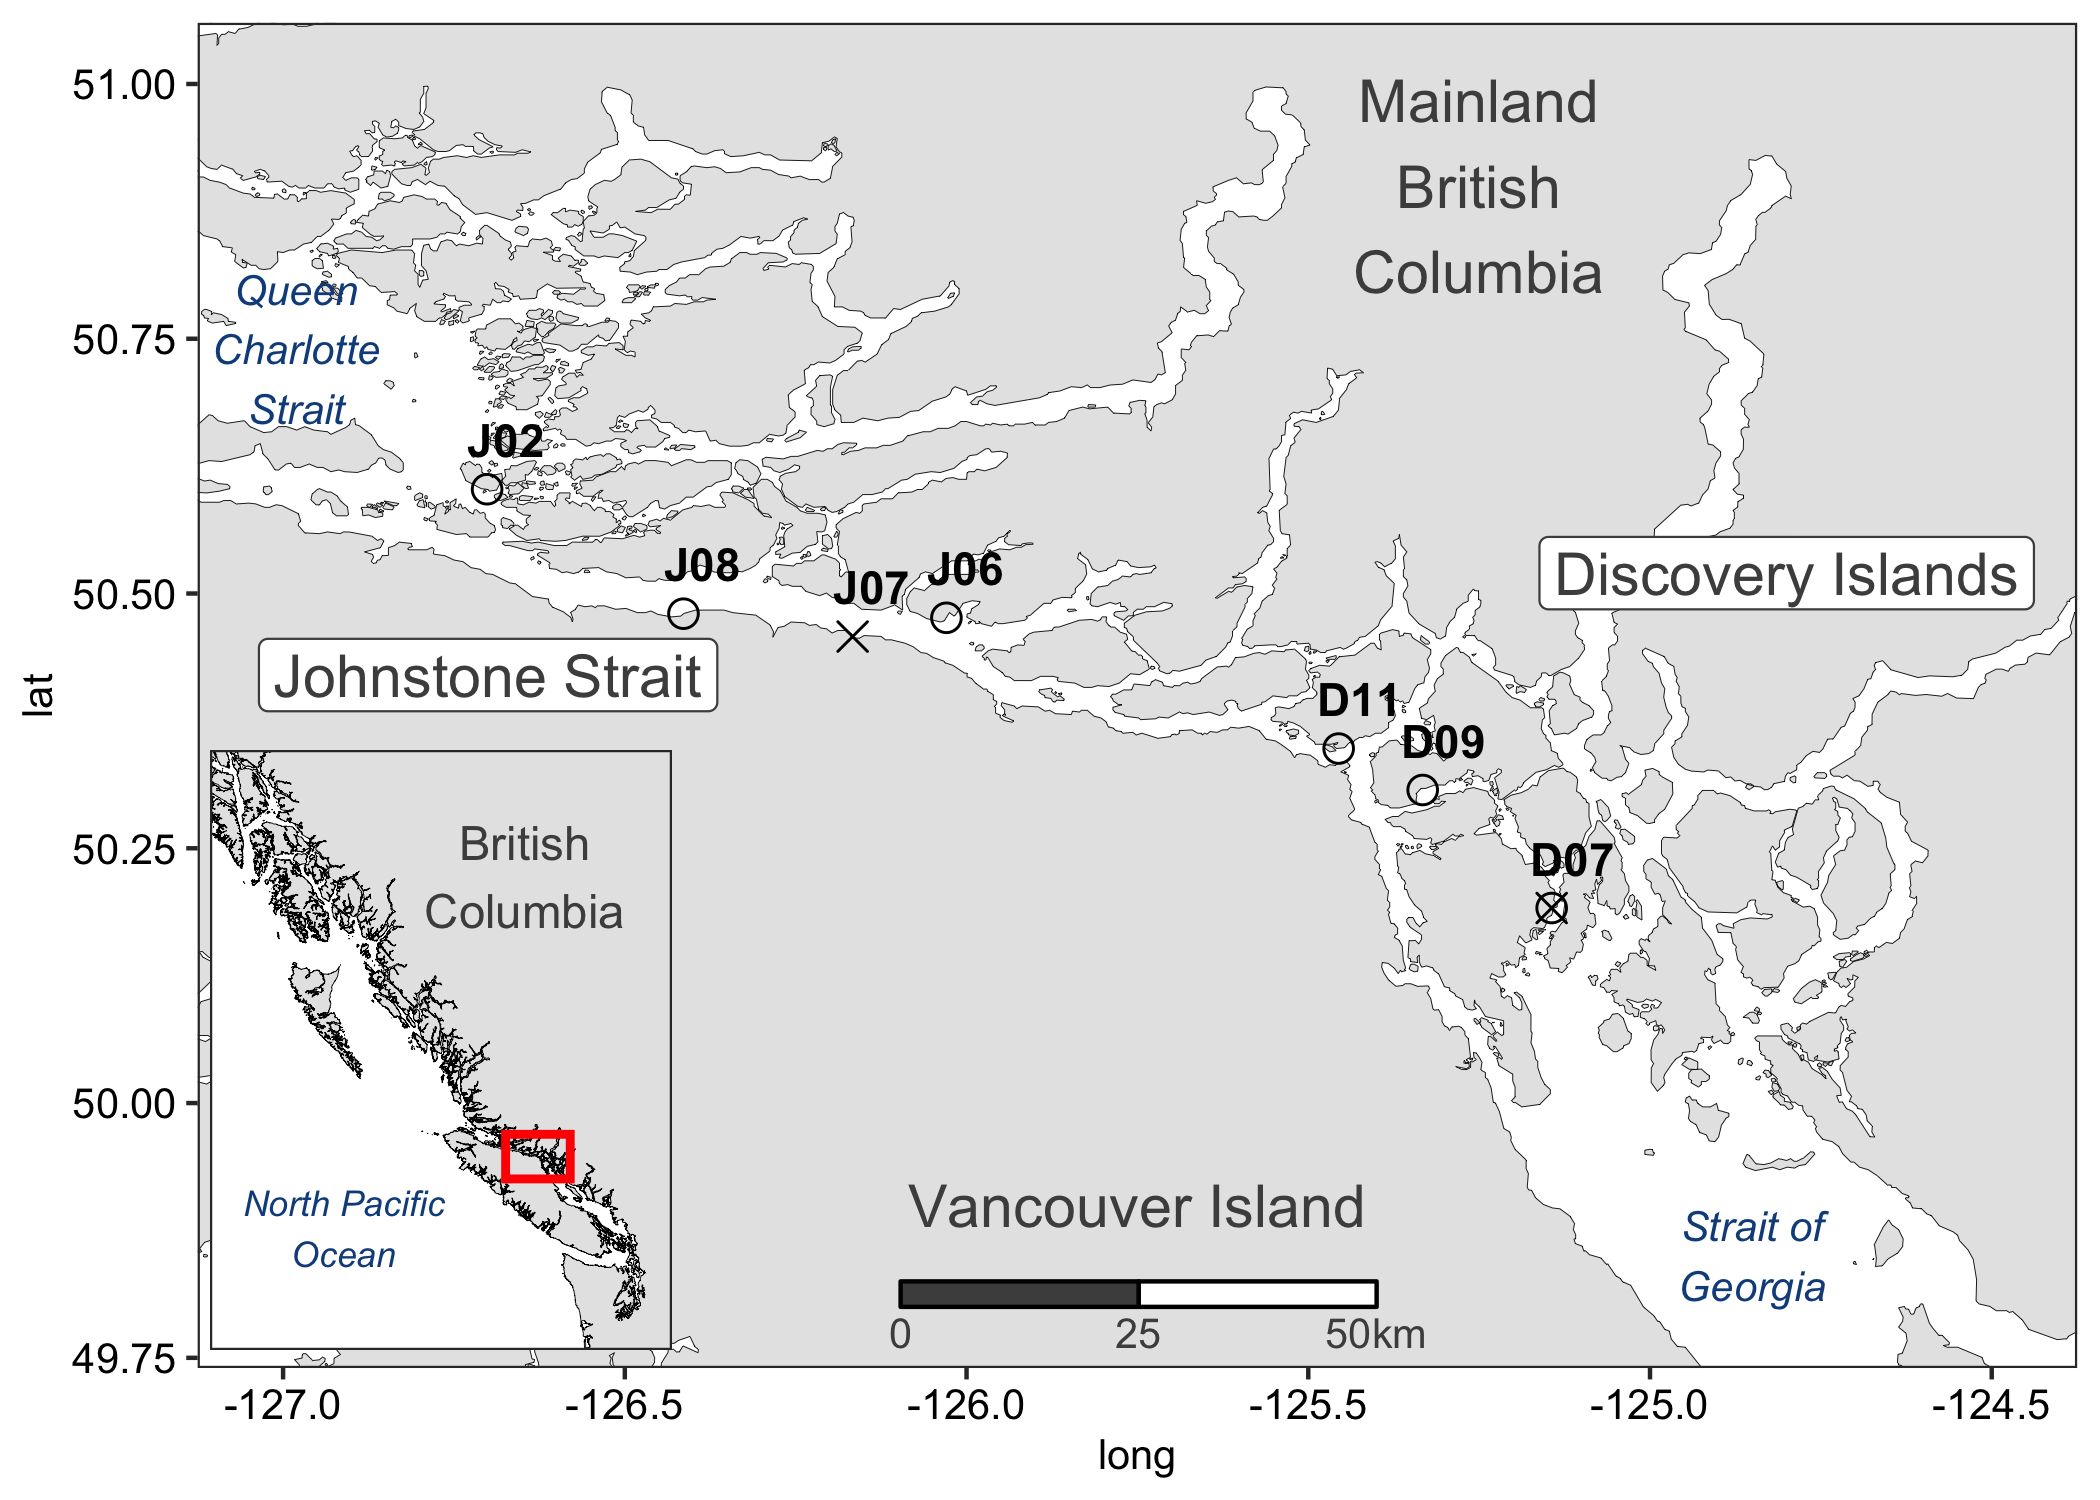 51.00
50.75
50.50
50.25
50.00
49.75
lat
-127.0
-126.5
-126.0
-125.5
-125.0
-124.5
long
Mainland
British
Columbia
Queen
Charlotte
Strait
J02
J08
J07
J06
Discovery Islands
Johnstone Strait
D11
D09
D07
British
Columbia
North Pacific
Ocean
Vancouver Island
0
25
50km
Strait of
Georgia